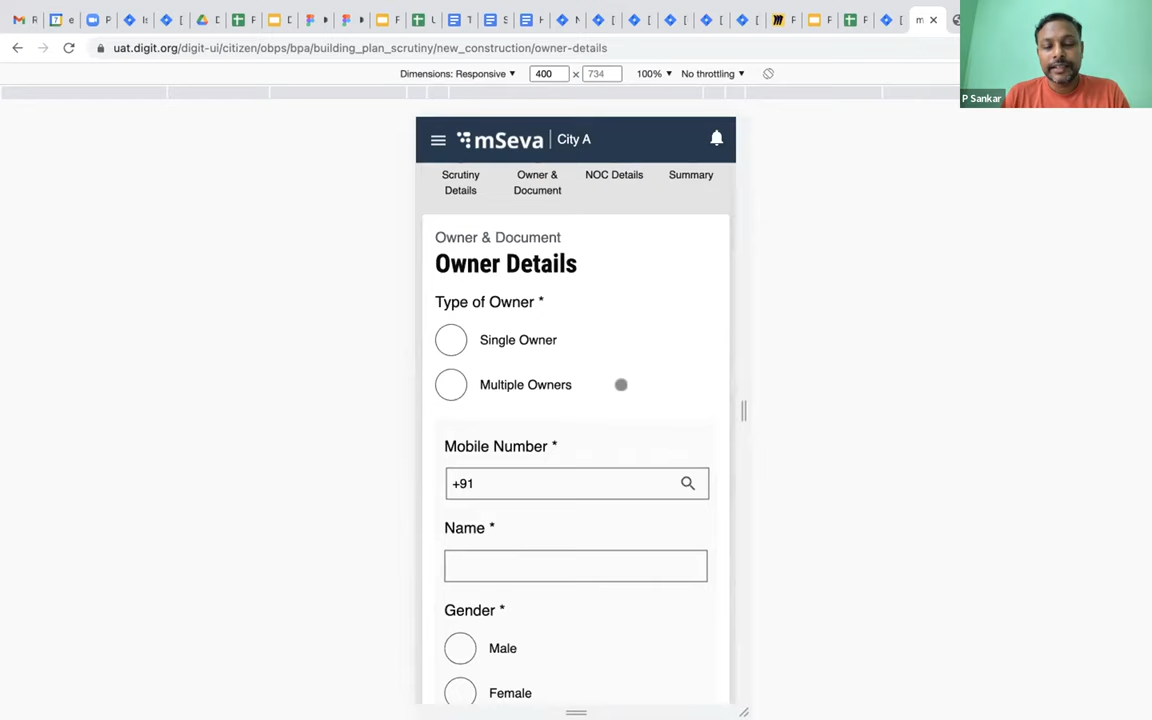 uat.digit.org/digit-ui/citizen/obps/bpa/building_plan_scrutiny/new_construction/owner-details
P Sankar
Dimensions: Responsive ▼ 400 × 734 100% ▼ No throttling ▼
mSeva | City A
Scrutiny Details
Owner & Document
NOC Details
Summary
Owner & Document
Owner Details
Type of Owner *
Single Owner
Multiple Owners
Mobile Number *
+91
Name *
Gender *
Male
Female